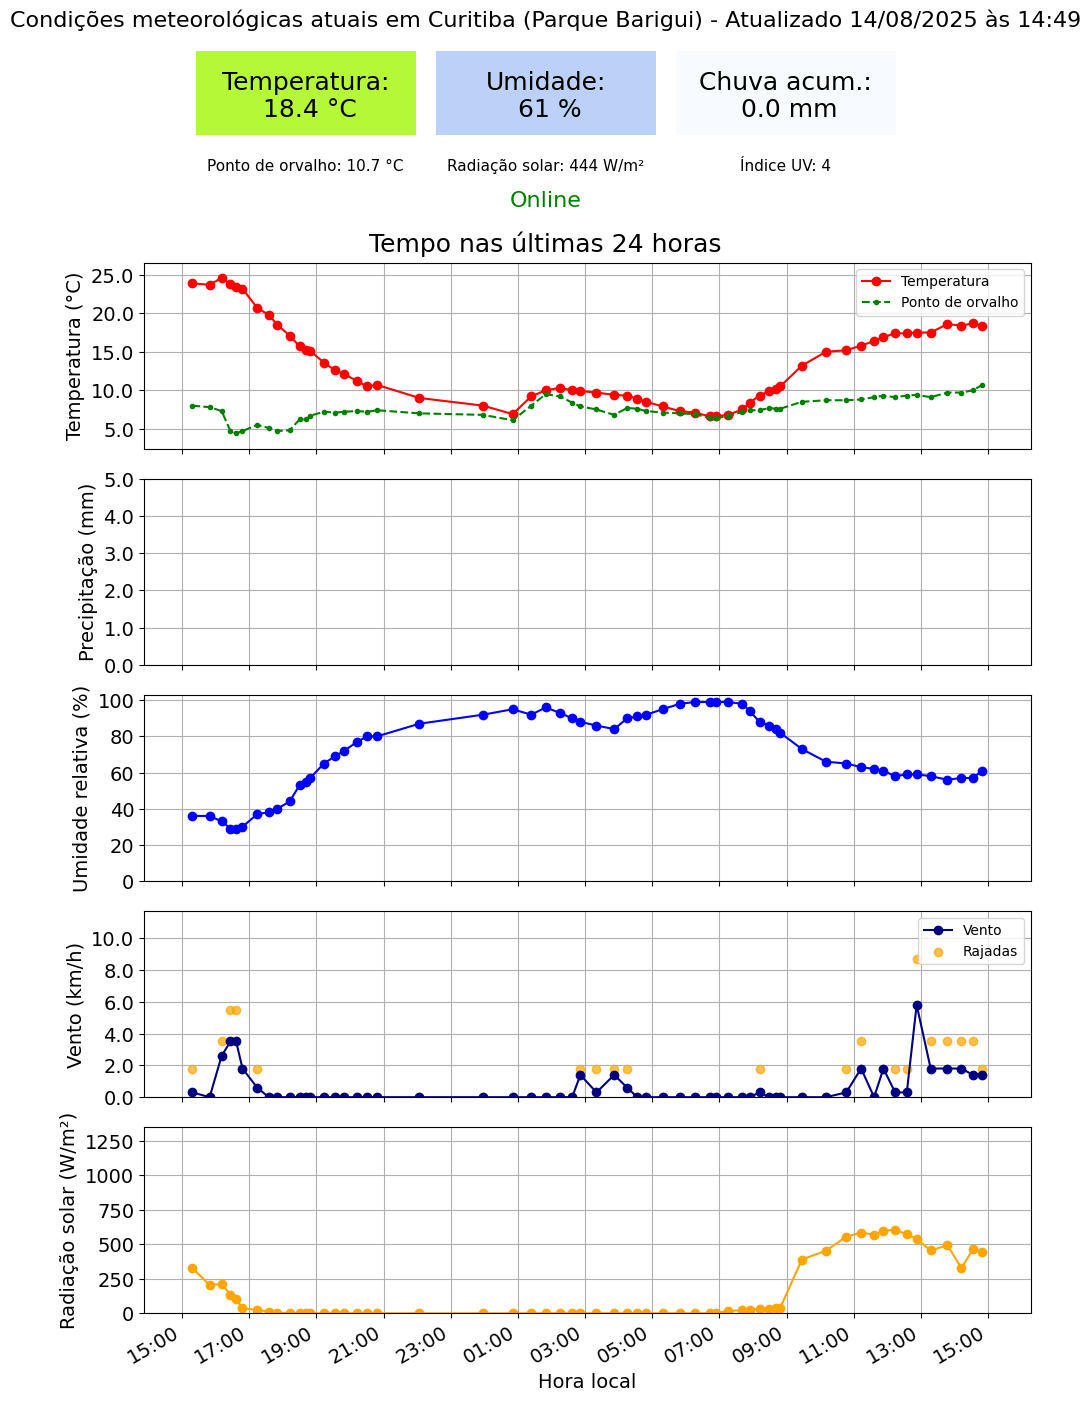 Condições meteorológicas atuais em Curitiba (Parque Barigui) - Atualizado 14/08/2025 às 14:49
Temperatura:
18.4 °C
Umidade:
61 %
Chuva acum.:
0.0 mm
Ponto de orvalho: 10.7 °C
Radiação solar: 444 W/m²
Índice UV: 4
Online
Tempo nas últimas 24 horas
Temperatura (°C)
25.0
20.0
15.0
10.0
5.0
Temperatura
Ponto de orvalho
Precipitação (mm)
5.0
4.0
3.0
2.0
1.0
0.0
Umidade relativa (%)
100
80
60
40
20
0
Vento (km/h)
10.0
8.0
6.0
4.0
2.0
0.0
Vento
Rajadas
Radiação solar (W/m²)
1250
1000
750
500
250
0
15:00
17:00
19:00
21:00
23:00
01:00
03:00
05:00
07:00
09:00
11:00
13:00
15:00
Hora local